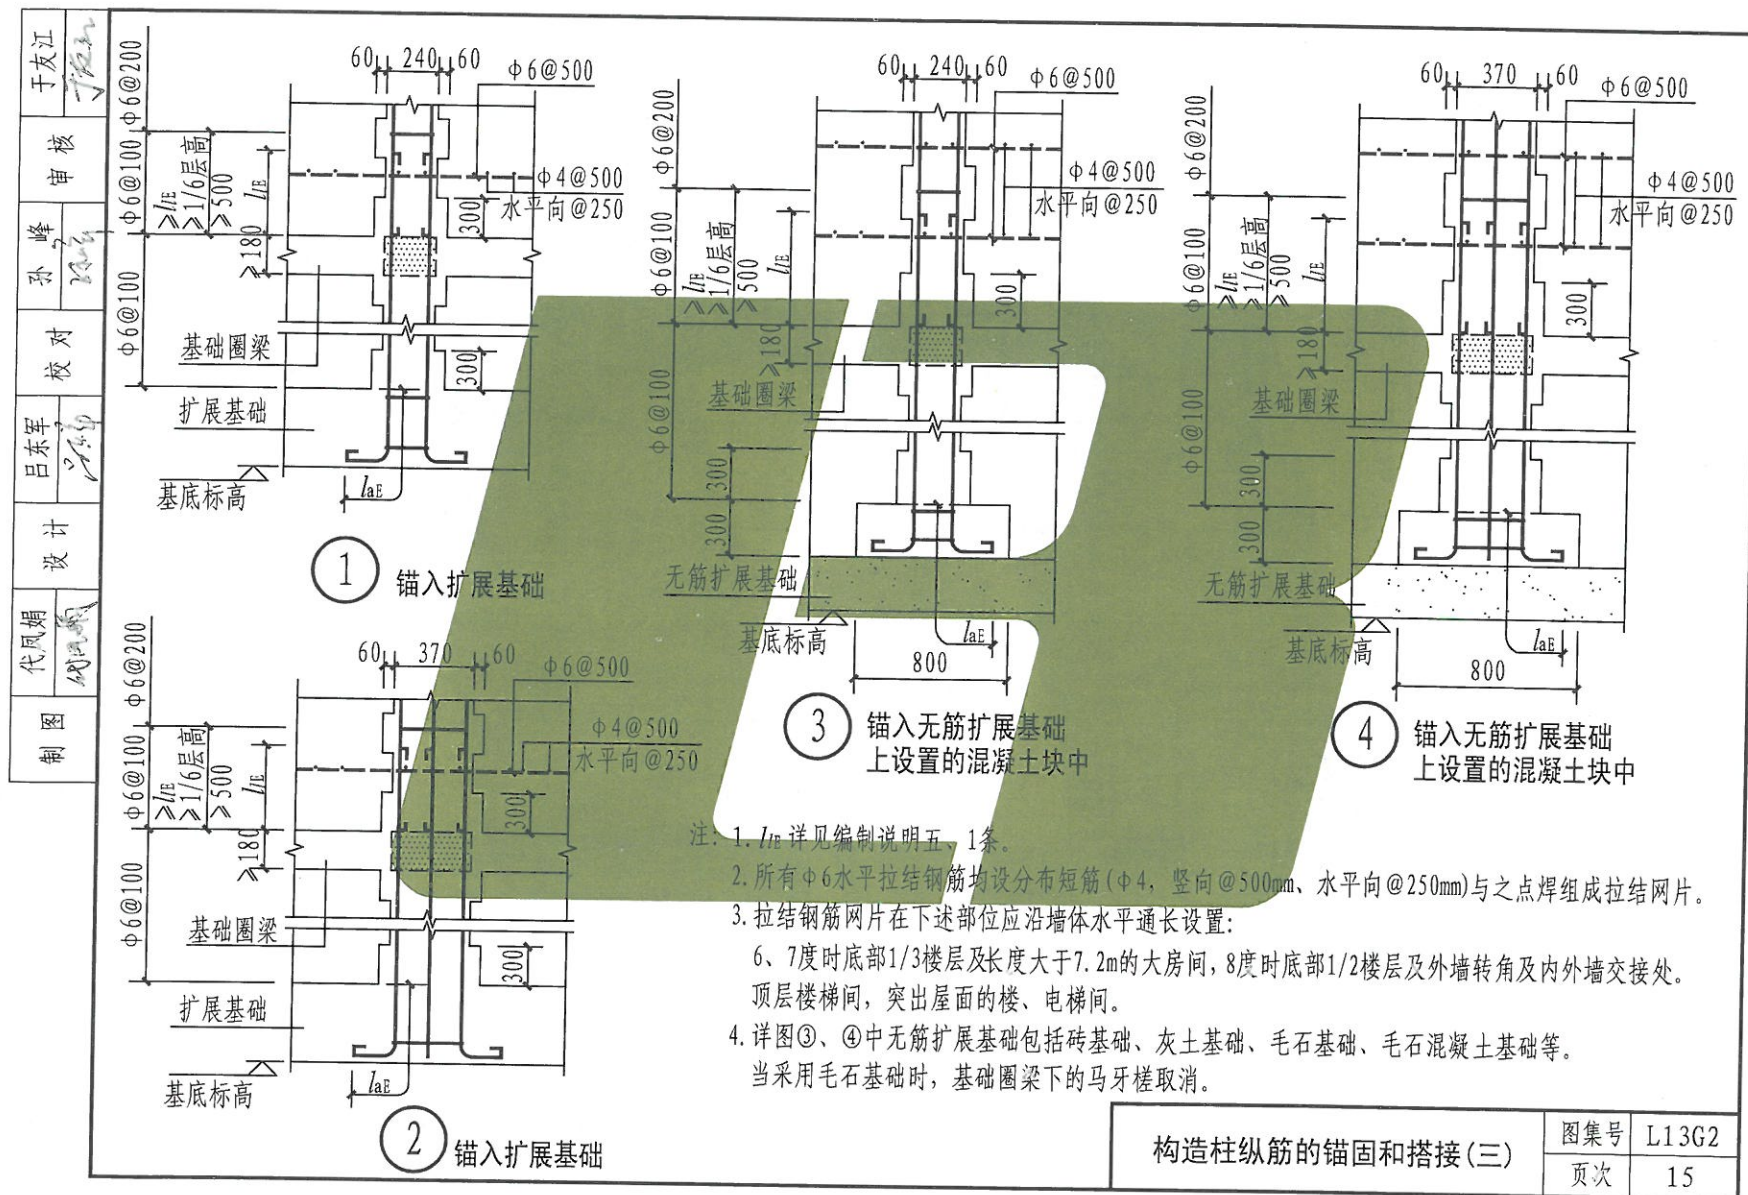 于友江
审核
孙峰
校对
吕东军
设计
代凤娟
制图
60 240 60
φ6@500
φ6@200
φ6@100
φ6@100
≥llE
≥1/6层高
≥500
llE
≥180
φ4@500
水平向@250
300
基础圈梁
300
扩展基础
基底标高
laE
1 锚入扩展基础
60 370 60
φ6@500
φ6@200
φ6@100
φ6@100
≥llE
≥1/6层高
≥500
llE
≥180
φ4@500
水平向@250
300
基础圈梁
300
扩展基础
基底标高
laE
2 锚入扩展基础
60 240 60
φ6@500
φ6@200
φ6@100
φ6@100
≥llE
≥1/6层高
≥500
llE
≥180
φ4@500
水平向@250
300
基础圈梁
300
300
无筋扩展基础
基底标高
laE
800
3 锚入无筋扩展基础
上设置的混凝土块中
60 370 60
φ6@500
φ6@200
φ6@100
φ6@100
≥llE
≥1/6层高
≥500
llE
≥180
φ4@500
水平向@250
300
基础圈梁
300
300
无筋扩展基础
基底标高
laE
800
4 锚入无筋扩展基础
上设置的混凝土块中
注: 1. llE 详见编制说明五、1条。
2. 所有φ6水平拉结钢筋均设分布短筋(φ4, 竖向@500mm、水平向@250mm)与之点焊组成拉结网片。
3. 拉结钢筋网片在下述部位应沿墙体水平通长设置:
6、7度时底部1/3楼层及长度大于7.2m的大房间, 8度时底部1/2楼层及外墙转角及内外墙交接处。
顶层楼梯间, 突出屋面的楼、电梯间。
4. 详图③、④中无筋扩展基础包括砖基础、灰土基础、毛石基础、毛石混凝土基础等。
当采用毛石基础时, 基础圈梁下的马牙槎取消。
构造柱纵筋的锚固和搭接(三)
图集号 L13G2
页次 15